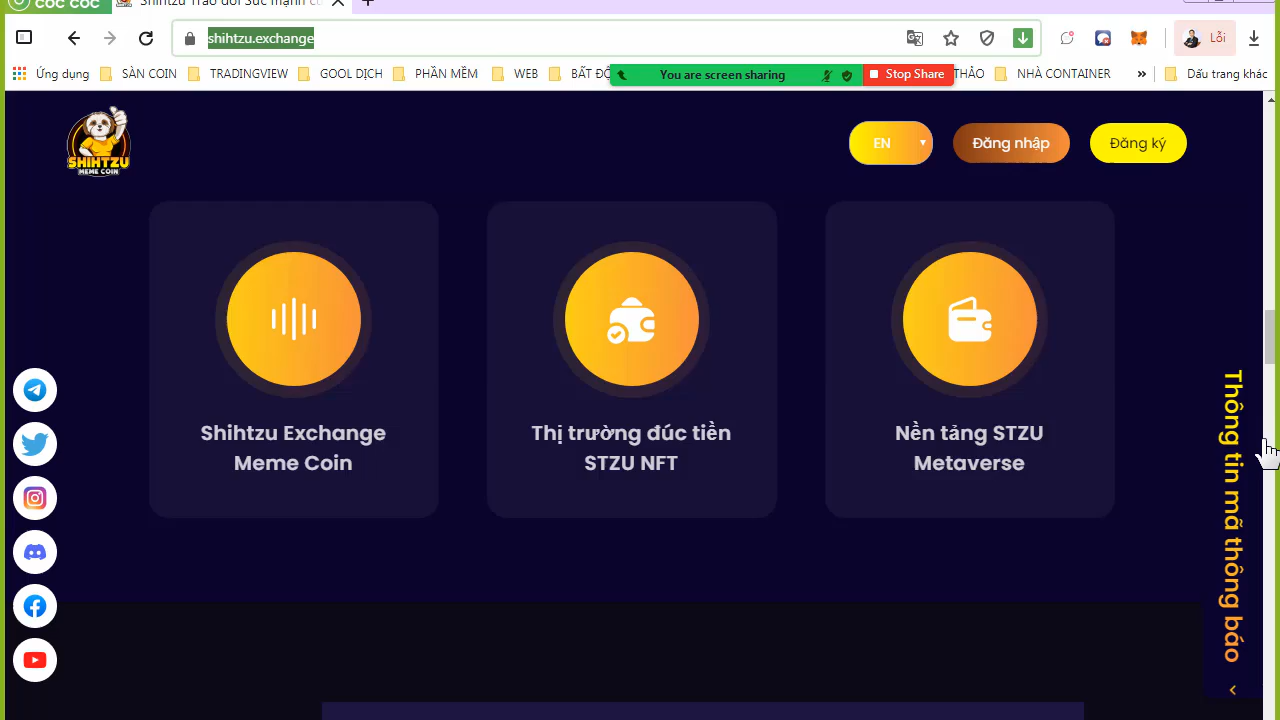 cốc cốc
Shihtzu Trao đổi Sức mạnh c
shihtzu.exchange
Lỗi
Ứng dụng
SÀN COIN
TRADINGVIEW
GOOL DỊCH
PHẦN MỀM
WEB
BẤT ĐỘ
You are screen sharing
Stop Share
THẢO
NHÀ CONTAINER
»
Dấu trang khác
SHIHTZU
MEME COIN
EN
Đăng nhập
Đăng ký
Shihtzu Exchange
Meme Coin
Thị trường đúc tiền
STZU NFT
Nền tảng STZU
Metaverse
Thông tin mã thông báo